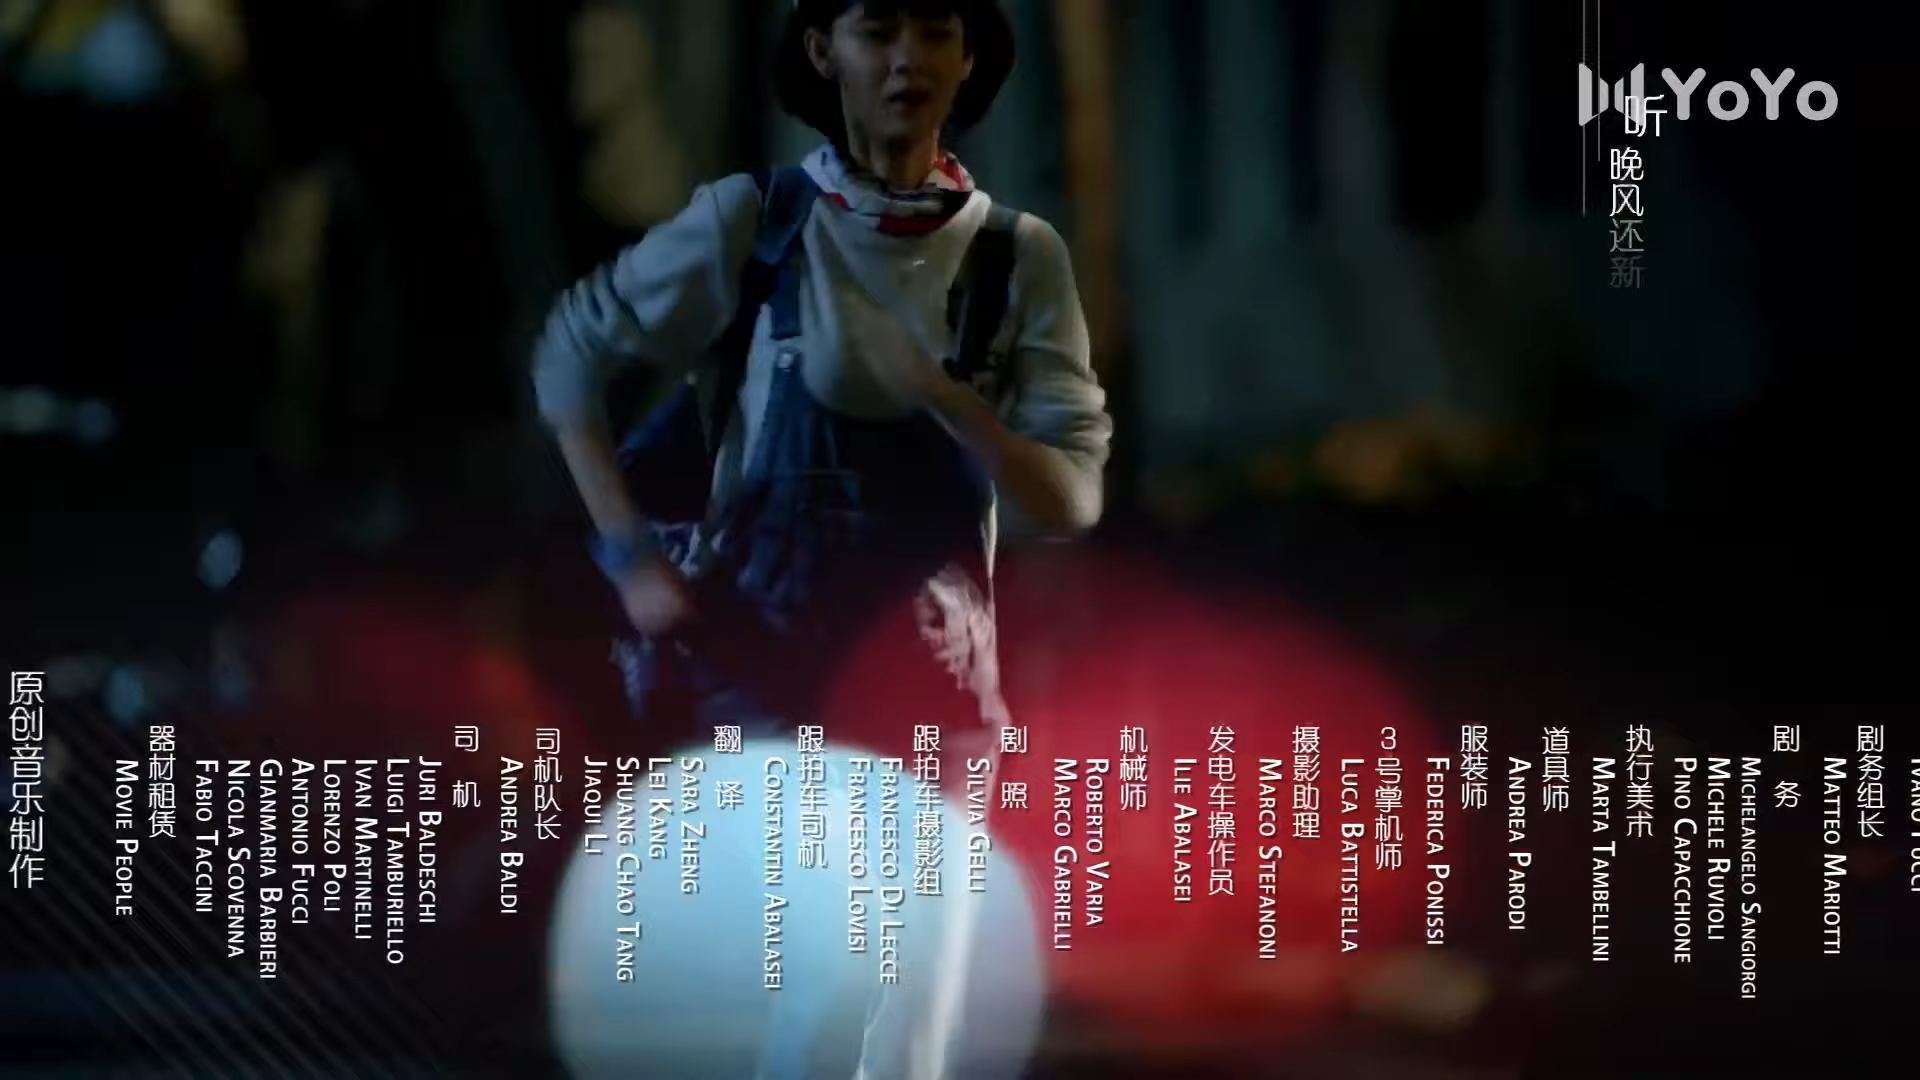 YoYo
听
晚风还新
IVANO FUCCI
剧务组长
MATTEO MARIOTTI
剧 务
MICHELANGELO SANGIORGI
MICHELE RUVIOLI
PINO CAPACCHIONE
执行美术
MARTA TAMBELLINI
道具师
ANDREA PARODI
服装师
FEDERICA PONISSI
3号掌机师
LUCA BATTISTELLA
摄影助理
MARCO STEFANONI
发电车操作员
ILIE ABALASEI
机械师
ROBERTO VARIA
MARCO GABRIELLI
剧 照
SILVIA GELLI
跟拍车摄影组
FRANCESCO DI LECCE
FRANCESCO LOVISI
跟拍车司机
CONSTANTIN ABALASEI
翻 译
SARA ZHENG
LEI KANG
SHUANG CHAO TANG
JIAQUI LI
司机队长
ANDREA BALDI
司 机
JURI BALDESCHI
LUIGI TAMBURIELLO
IVAN MARTINELLI
LORENZO POLI
ANTONIO FUCCI
GIANMARIA BARBIERI
NICOLA SCOVENNA
FABIO TACCINI
器材租赁
MOVIE PEOPLE
原创音乐制作